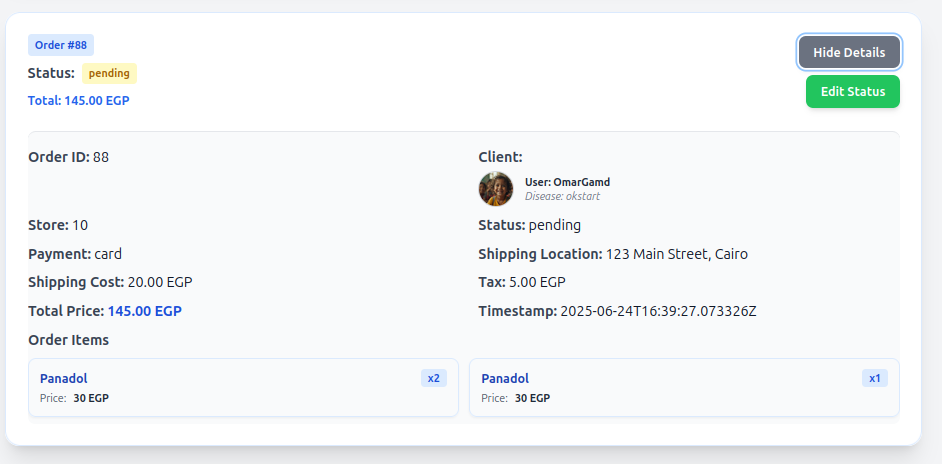 Order #88
Hide Details
Status: pending
Edit Status
Total: 145.00 EGP
Order ID: 88
Client:
User: OmarGamd
Disease: okstart
Store: 10
Status: pending
Payment: card
Shipping Location: 123 Main Street, Cairo
Shipping Cost: 20.00 EGP
Tax: 5.00 EGP
Total Price: 145.00 EGP
Timestamp: 2025-06-24T16:39:27.073326Z
Order Items
Panadol x2
Price: 30 EGP
Panadol x1
Price: 30 EGP